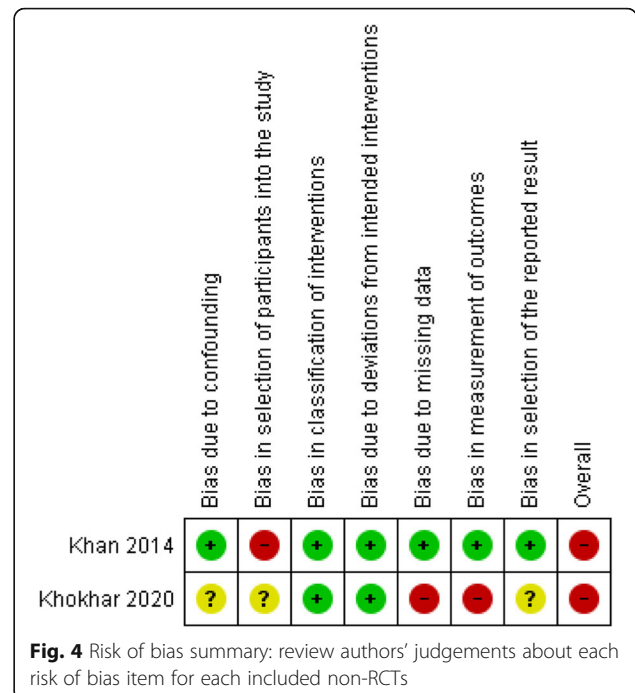 Bias due to confounding
Bias in selection of participants into the study
Bias in classification of interventions
Bias due to deviations from intended interventions
Bias due to missing data
Bias in measurement of outcomes
Bias in selection of the reported result
Overall
Khan 2014 + - + + + + + -
Khokhar 2020 ? ? + + - - ? -
Fig. 4 Risk of bias summary: review authors’ judgements about each
risk of bias item for each included non-RCTs